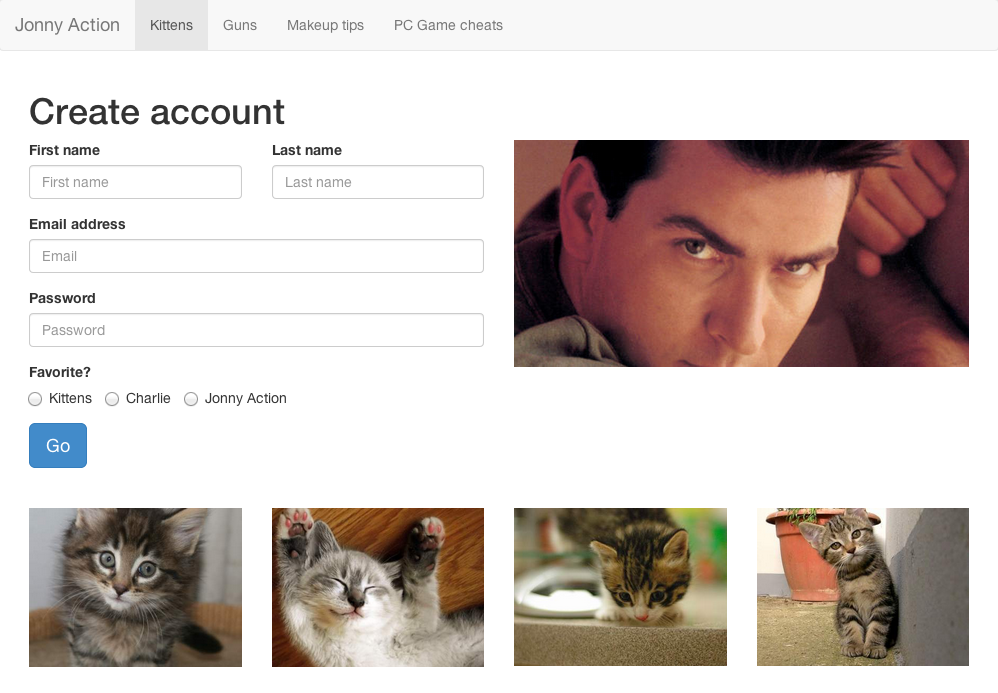 Jonny Action Kittens Guns Makeup tips PC Game cheats
Create account
First name Last name
First name Last name
Email address
Email
Password
Password
Favorite?
Kittens Charlie Jonny Action
Go